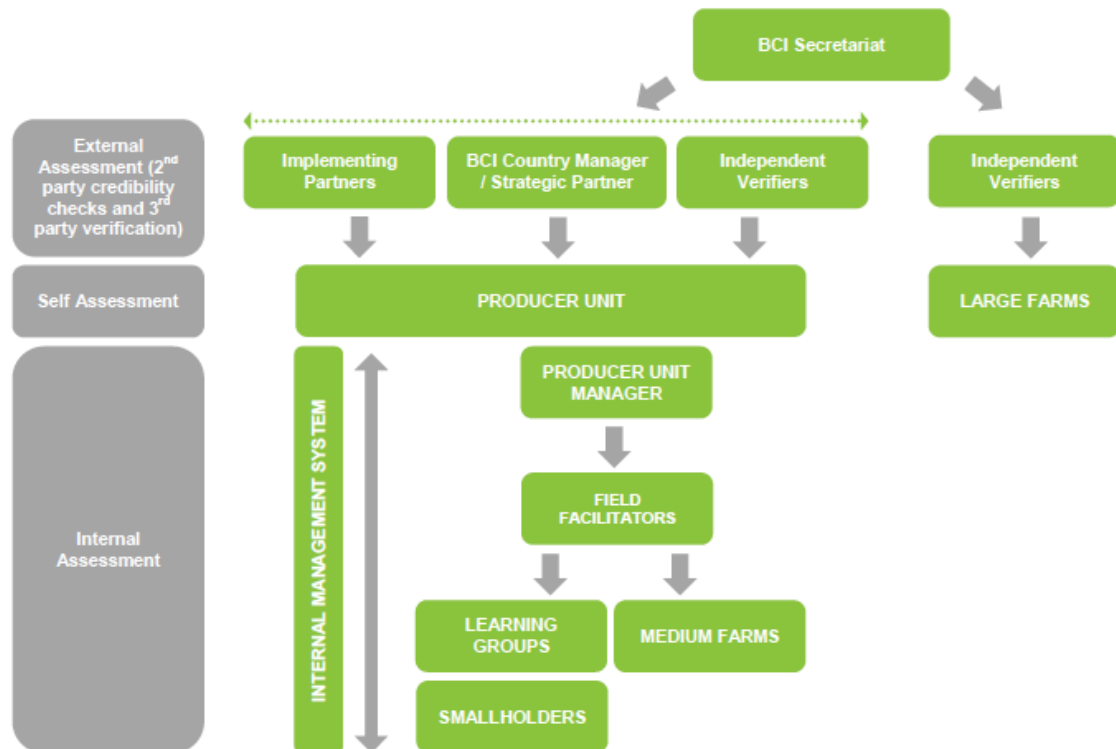 BCI Secretariat
External
Assessment (2nd
party credibility
checks and 3rd
party verification)
Implementing
Partners
BCI Country Manager
/ Strategic Partner
Independent
Verifiers
Independent
Verifiers
Self Assessment
PRODUCER UNIT
LARGE FARMS
Internal
Assessment
INTERNAL MANAGEMENT SYSTEM
PRODUCER UNIT
MANAGER
FIELD
FACILITATORS
LEARNING
GROUPS
MEDIUM FARMS
SMALLHOLDERS